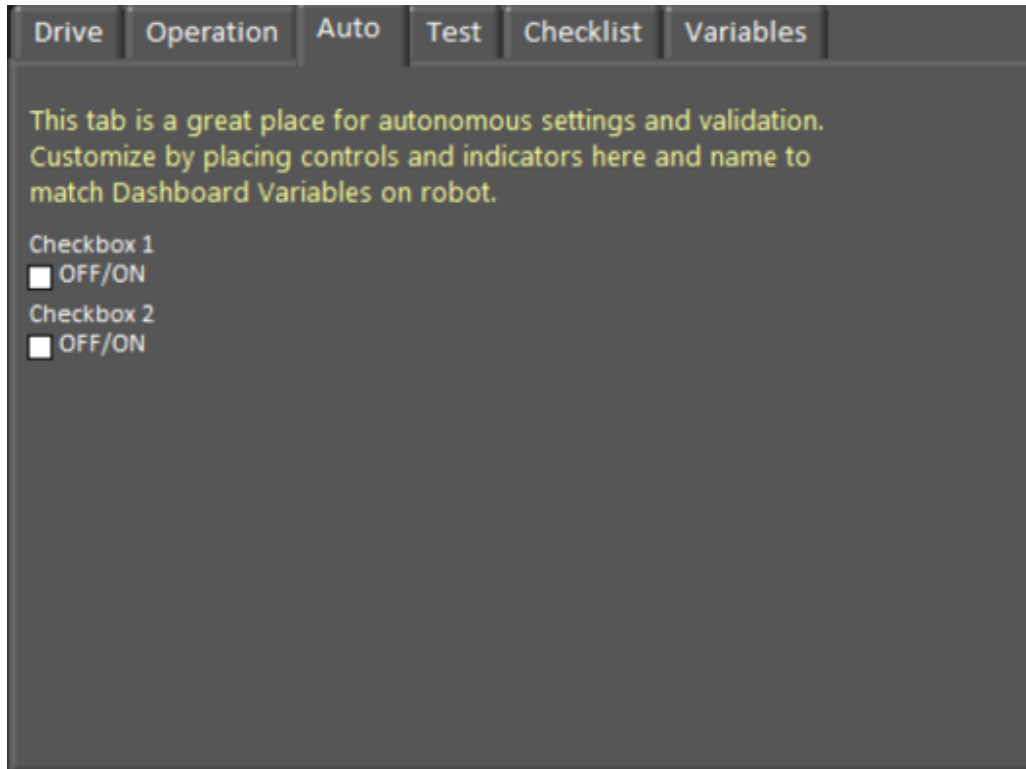 Drive Operation Auto Test Checklist Variables
This tab is a great place for autonomous settings and validation.
Customize by placing controls and indicators here and name to
match Dashboard Variables on robot.
Checkbox 1
OFF/ON
Checkbox 2
OFF/ON